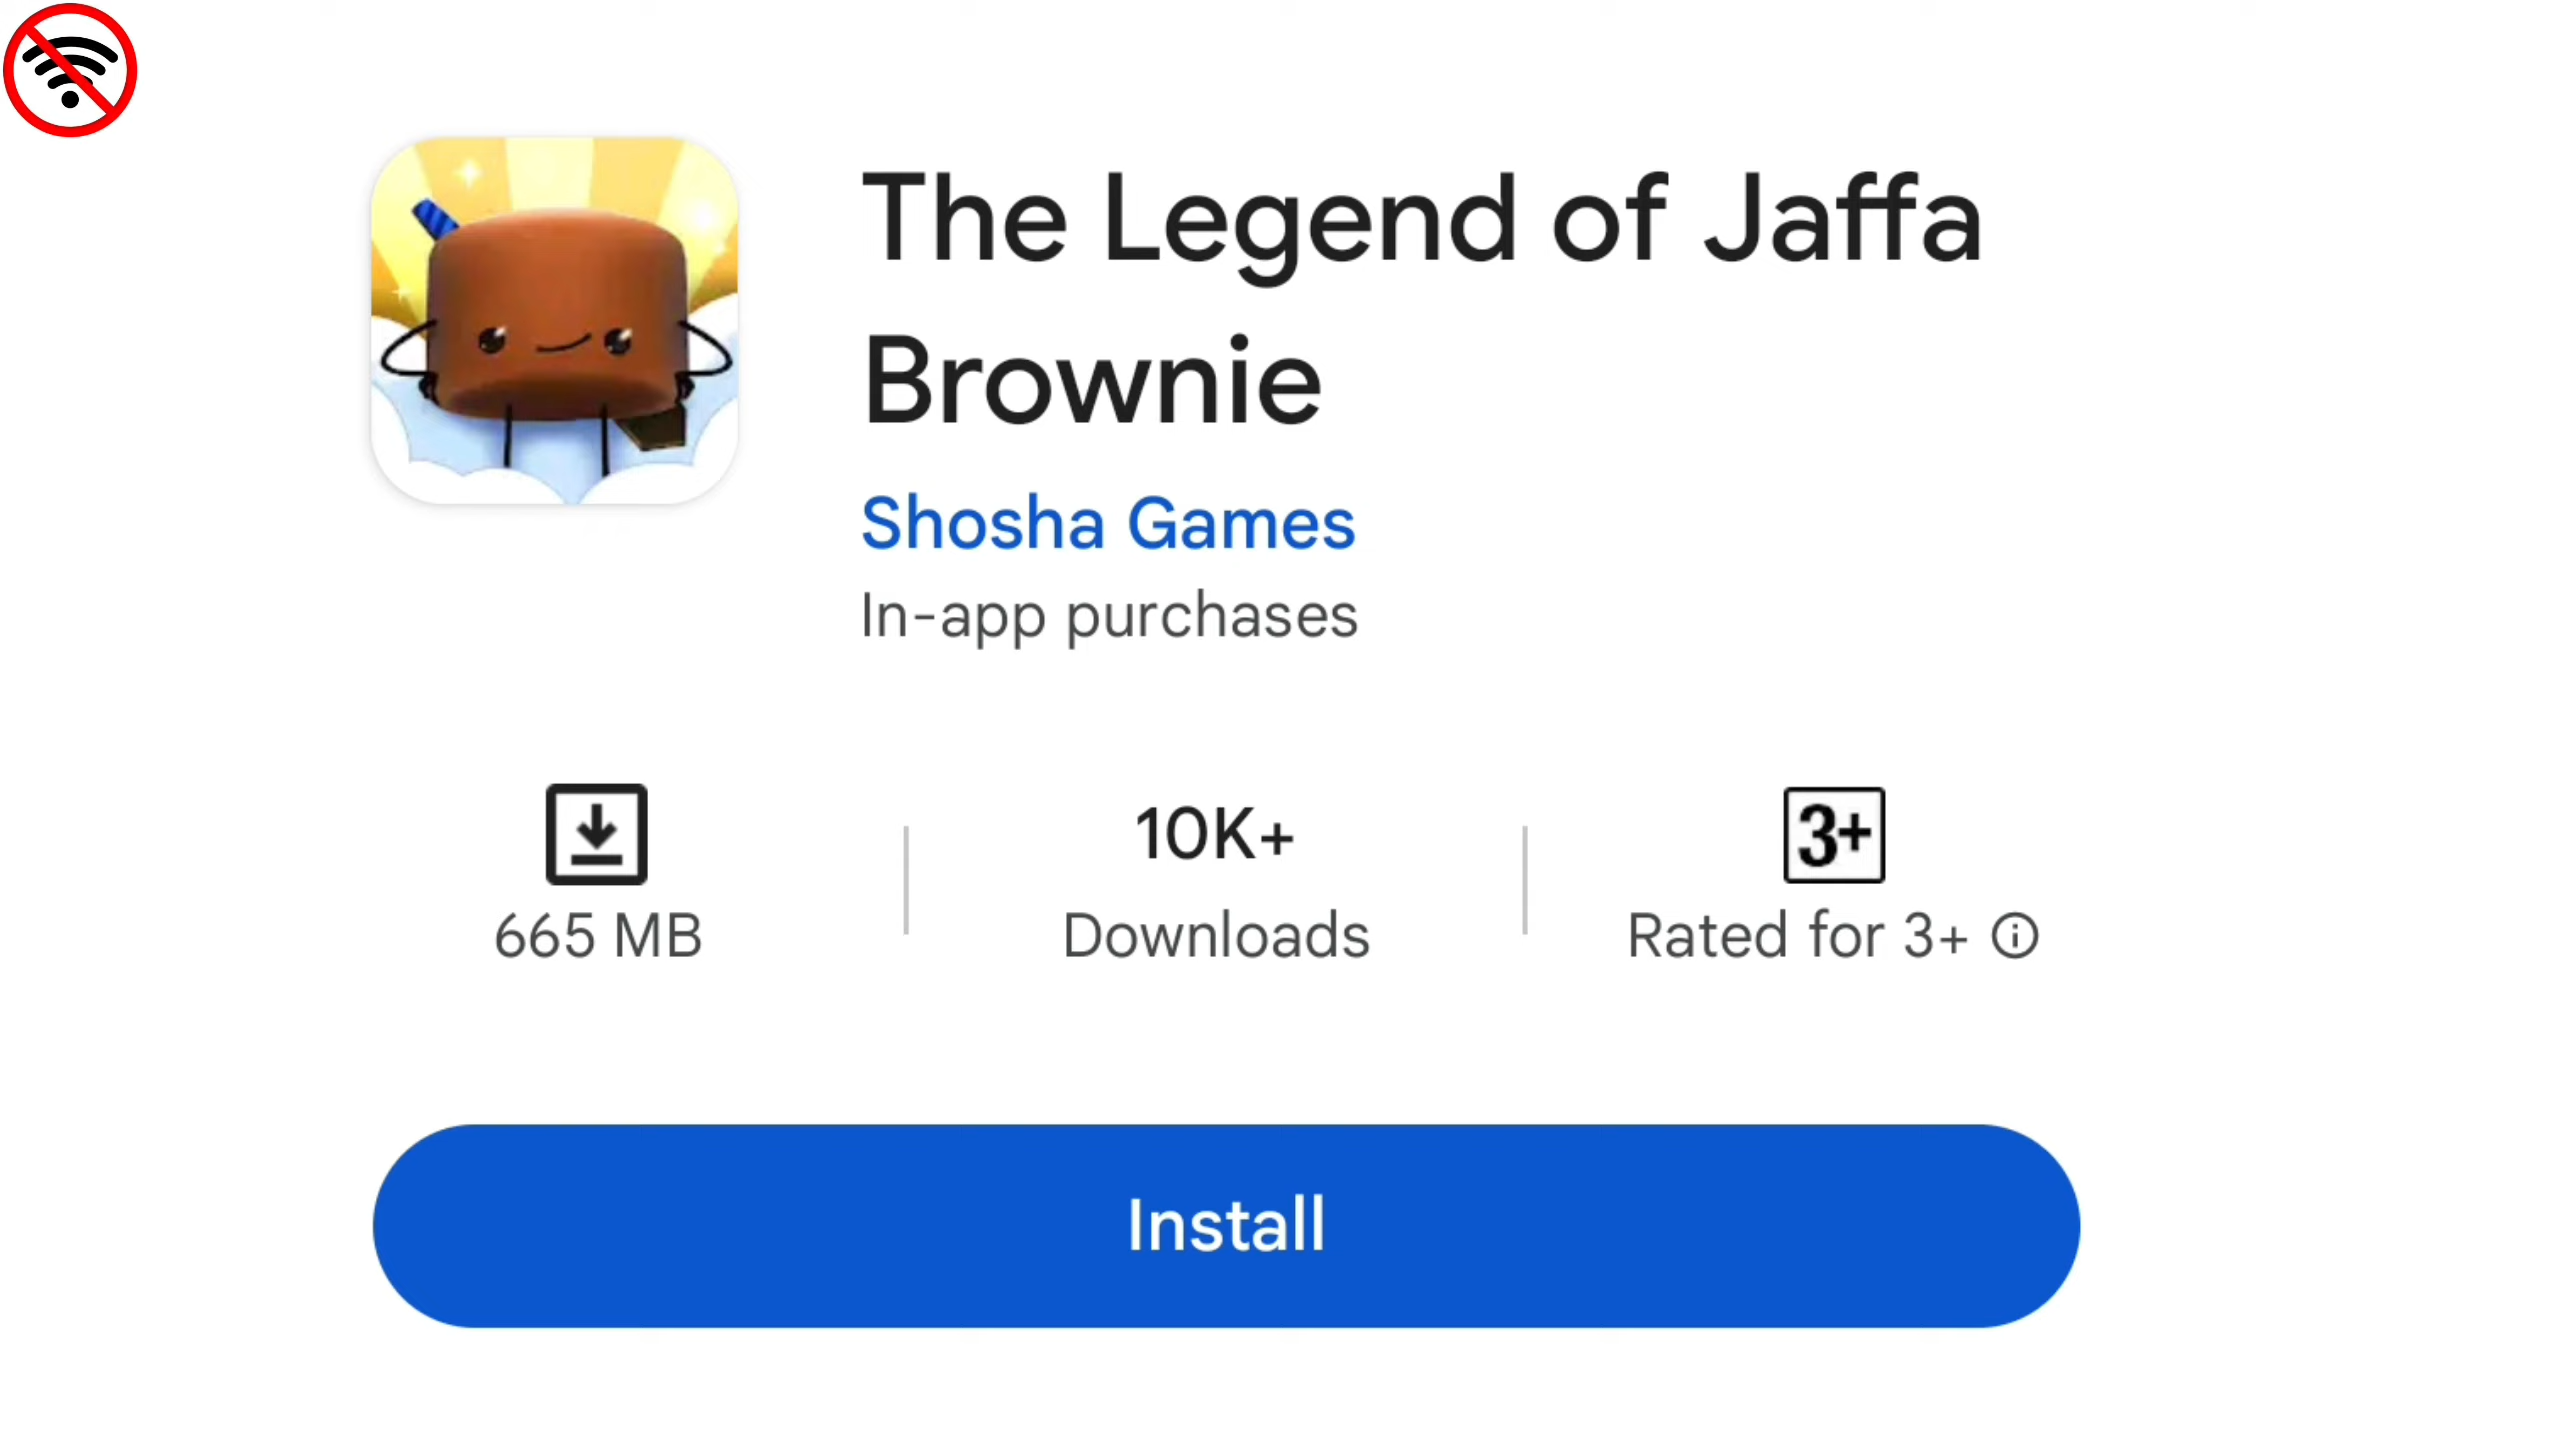 The Legend of Jaffa
Brownie
Shosha Games
In-app purchases
10K+
3+
665 MB
Downloads
Rated for 3+
Install